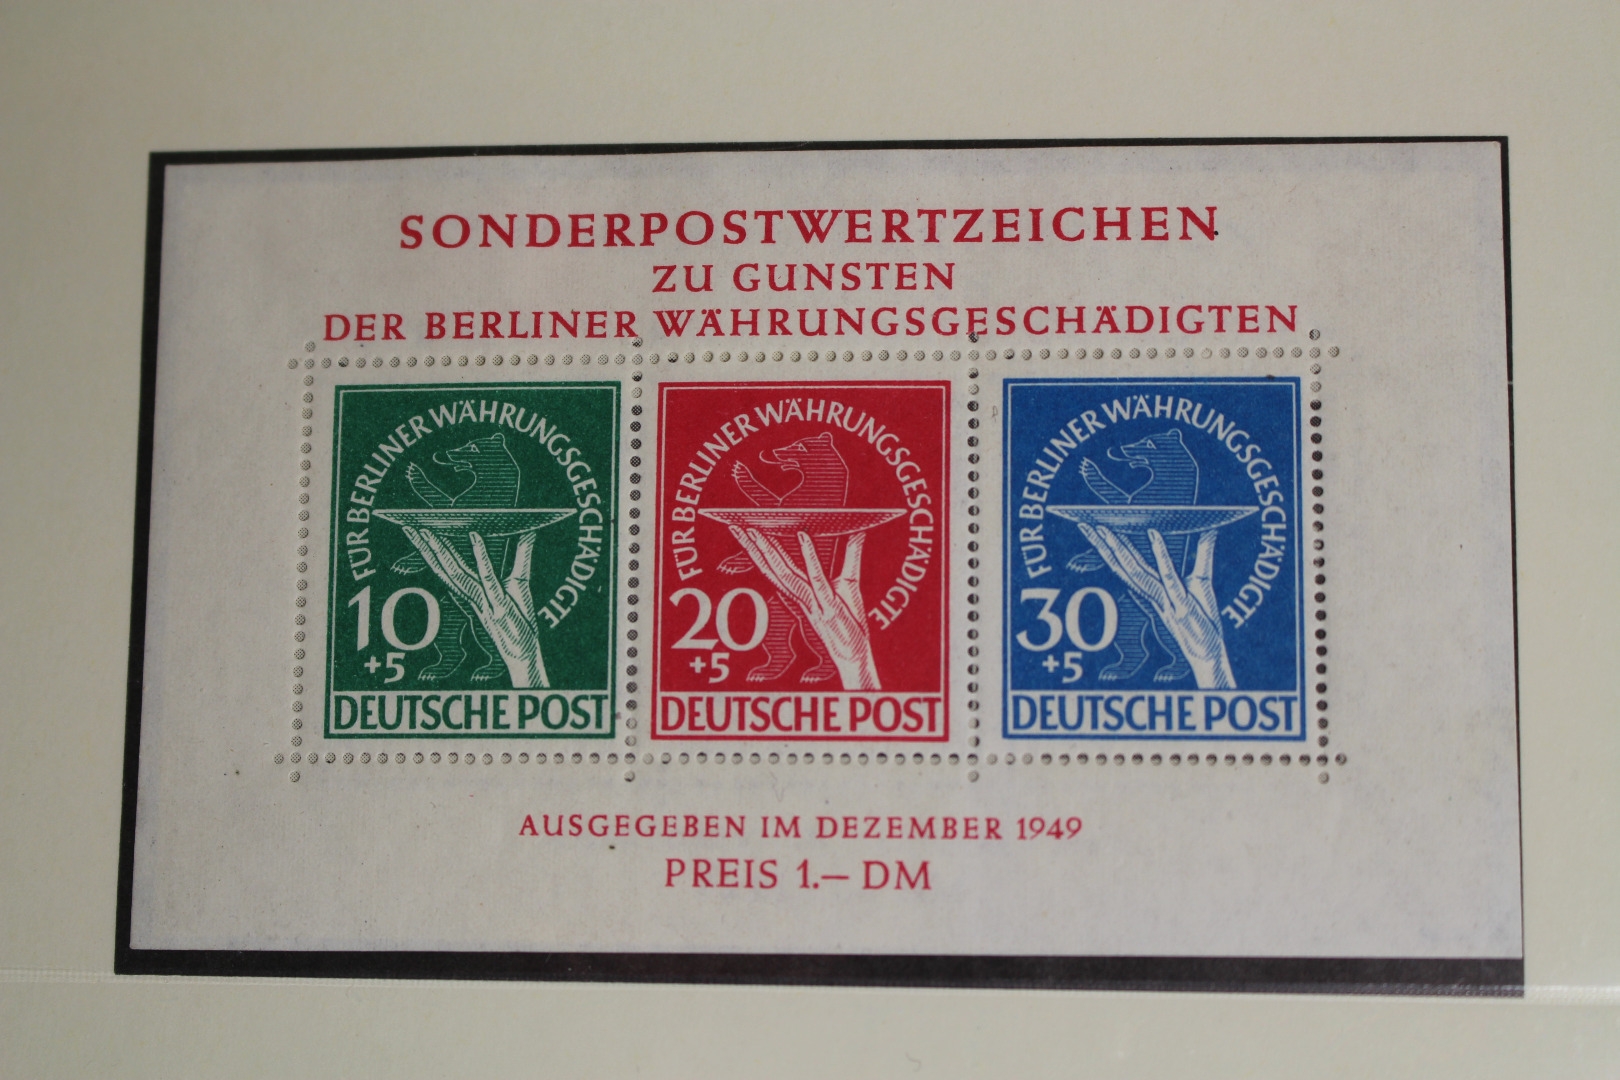 SONDERPOSTWERTZEICHEN
ZU GUNSTEN
DER BERLINER WÄHRUNGSGESCHÄDIGTEN
FÜR BERLINER WÄHRUNGSGESCHÄDIGTE
10
+5
DEUTSCHE POST
FÜR BERLINER WÄHRUNGSGESCHÄDIGTE
20
+5
DEUTSCHE POST
FÜR BERLINER WÄHRUNGSGESCHÄDIGTE
30
+5
DEUTSCHE POST
AUSGEGEBEN IM DEZEMBER 1949
PREIS 1.— DM